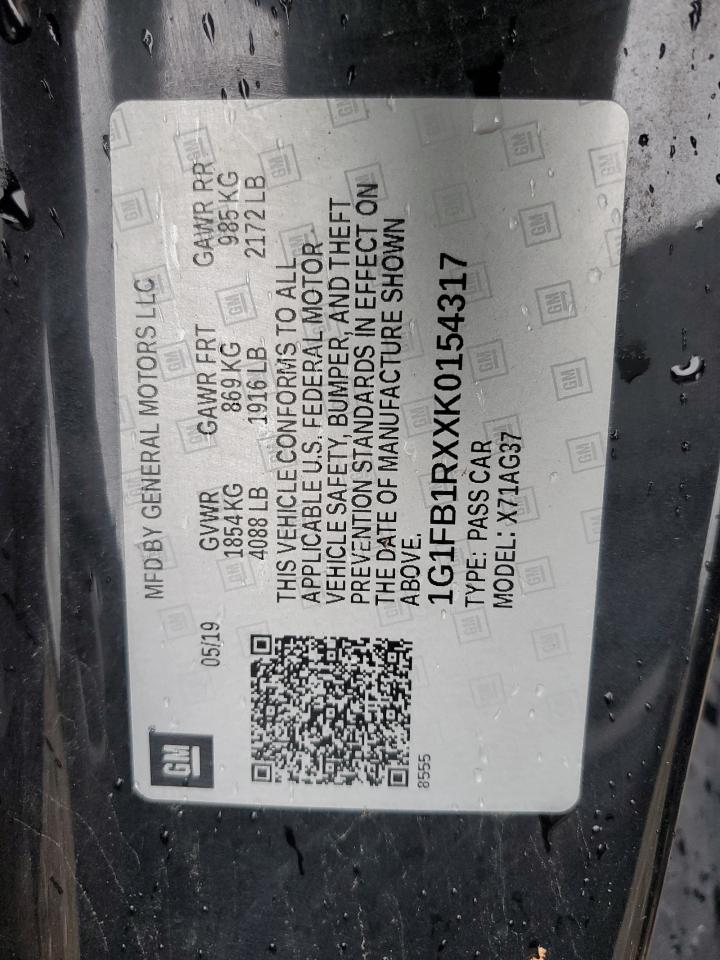 GM
MFD BY GENERAL MOTORS LLC
05/19
GVWR GAWR FRT GAWR RR
1854 KG 869 KG 985 KG
4088 LB 1916 LB 2172 LB
THIS VEHICLE CONFORMS TO ALL
APPLICABLE U.S. FEDERAL MOTOR
VEHICLE SAFETY, BUMPER, AND THEFT
PREVENTION STANDARDS IN EFFECT ON
THE DATE OF MANUFACTURE SHOWN
ABOVE.
1G1FB1RXXK0154317
TYPE: PASS CAR
MODEL: X71AG37
8555